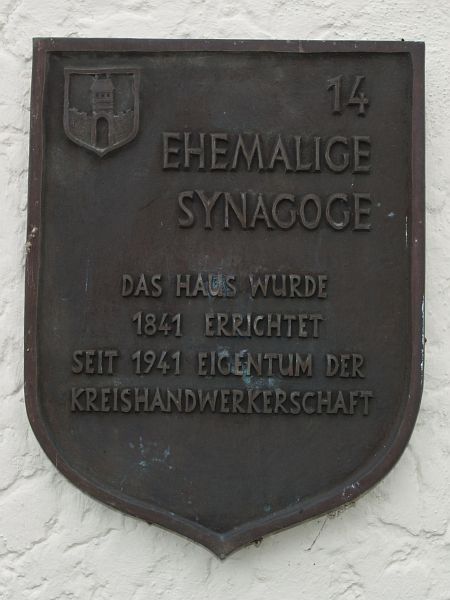 14
EHEMALIGE
SYNAGOGE
DAS HAUS WURDE
1841 ERRICHTET
SEIT 1941 EIGENTUM DER
KREISHANDWERKERSCHAFT